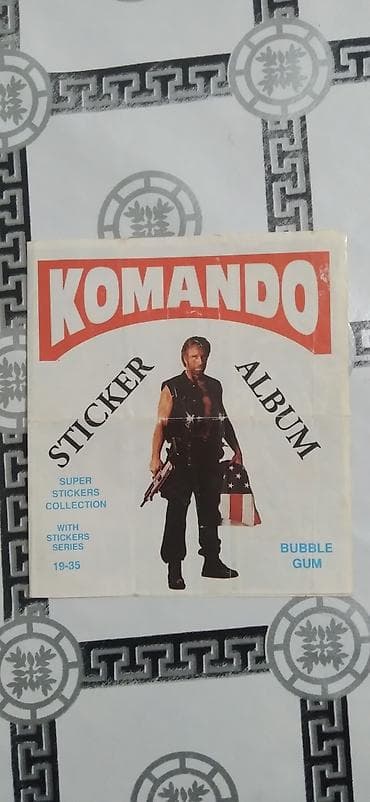 KOMANDO
STICKER ALBUM
SUPER
STICKERS
COLLECTION
WITH
STICKERS
SERIES
19-35
BUBBLE
GUM